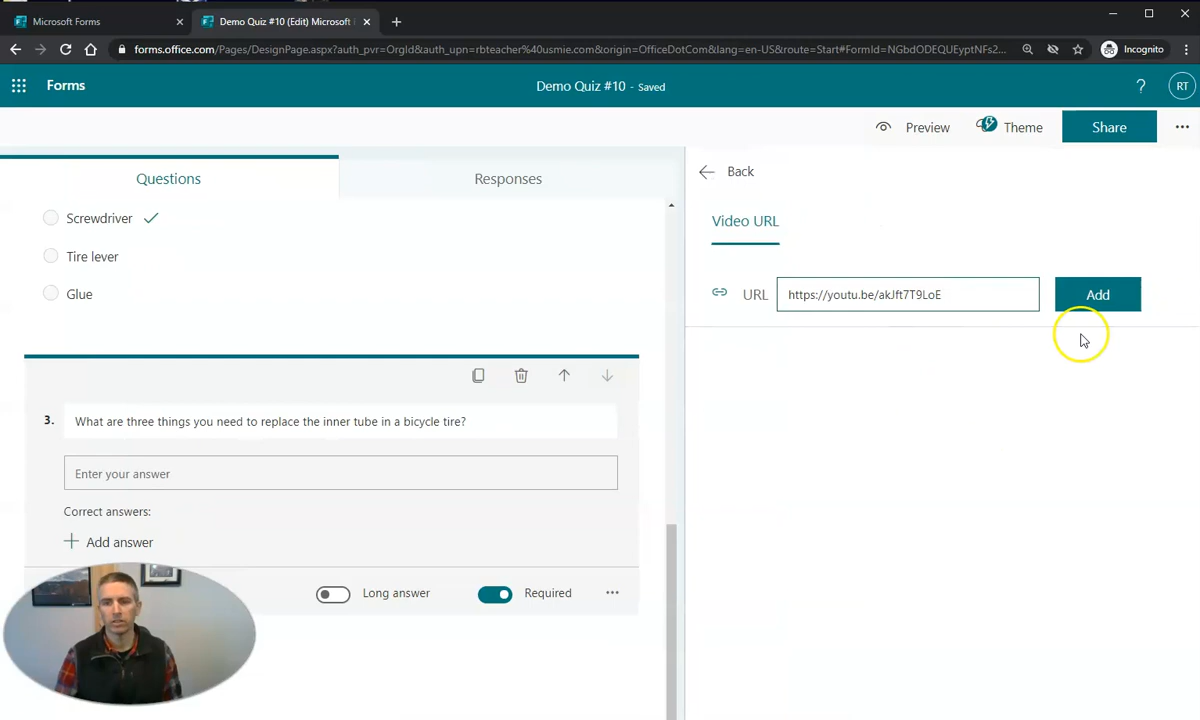 Microsoft Forms
Demo Quiz #10 (Edit) Microsoft
forms.office.com/Pages/DesignPage.aspx?auth_pvr=OrgId&auth_upn=rbteacher%40usmie.com&origin=OfficeDotCom&lang=en-US&route=Start#FormId=NGbdODEQUEyptNFs2...
Incognito
Forms
Demo Quiz #10 - Saved
? RT
Preview Theme Share
Questions Responses
Back
Screwdriver
Video URL
Tire lever
Glue
URL https://youtu.be/akJft7T9LoE Add
3. What are three things you need to replace the inner tube in a bicycle tire?
Enter your answer
Correct answers:
Add answer
Long answer Required